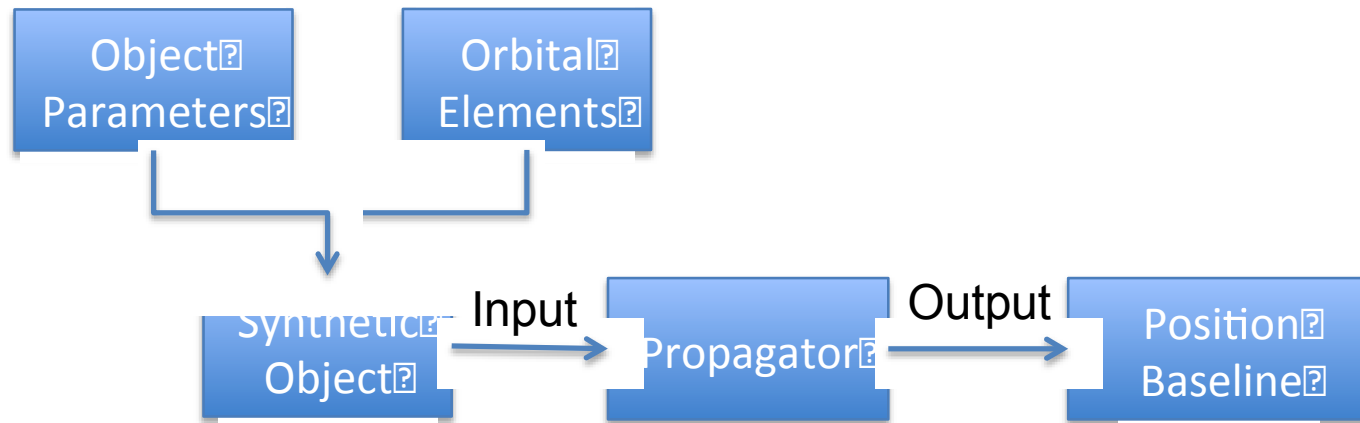 Object
Parameters
Orbital
Elements
Synthetic
Object
Input
Propagator
Output
Position
Baseline